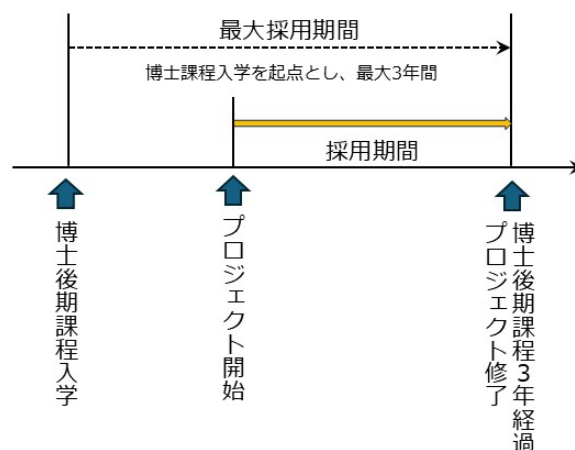 最大採用期間
博士課程入学を起点とし、最大3年間
採用期間
博士後期課程入学
プロジェクト開始
博士後期課程3年経過
プロジェクト修了